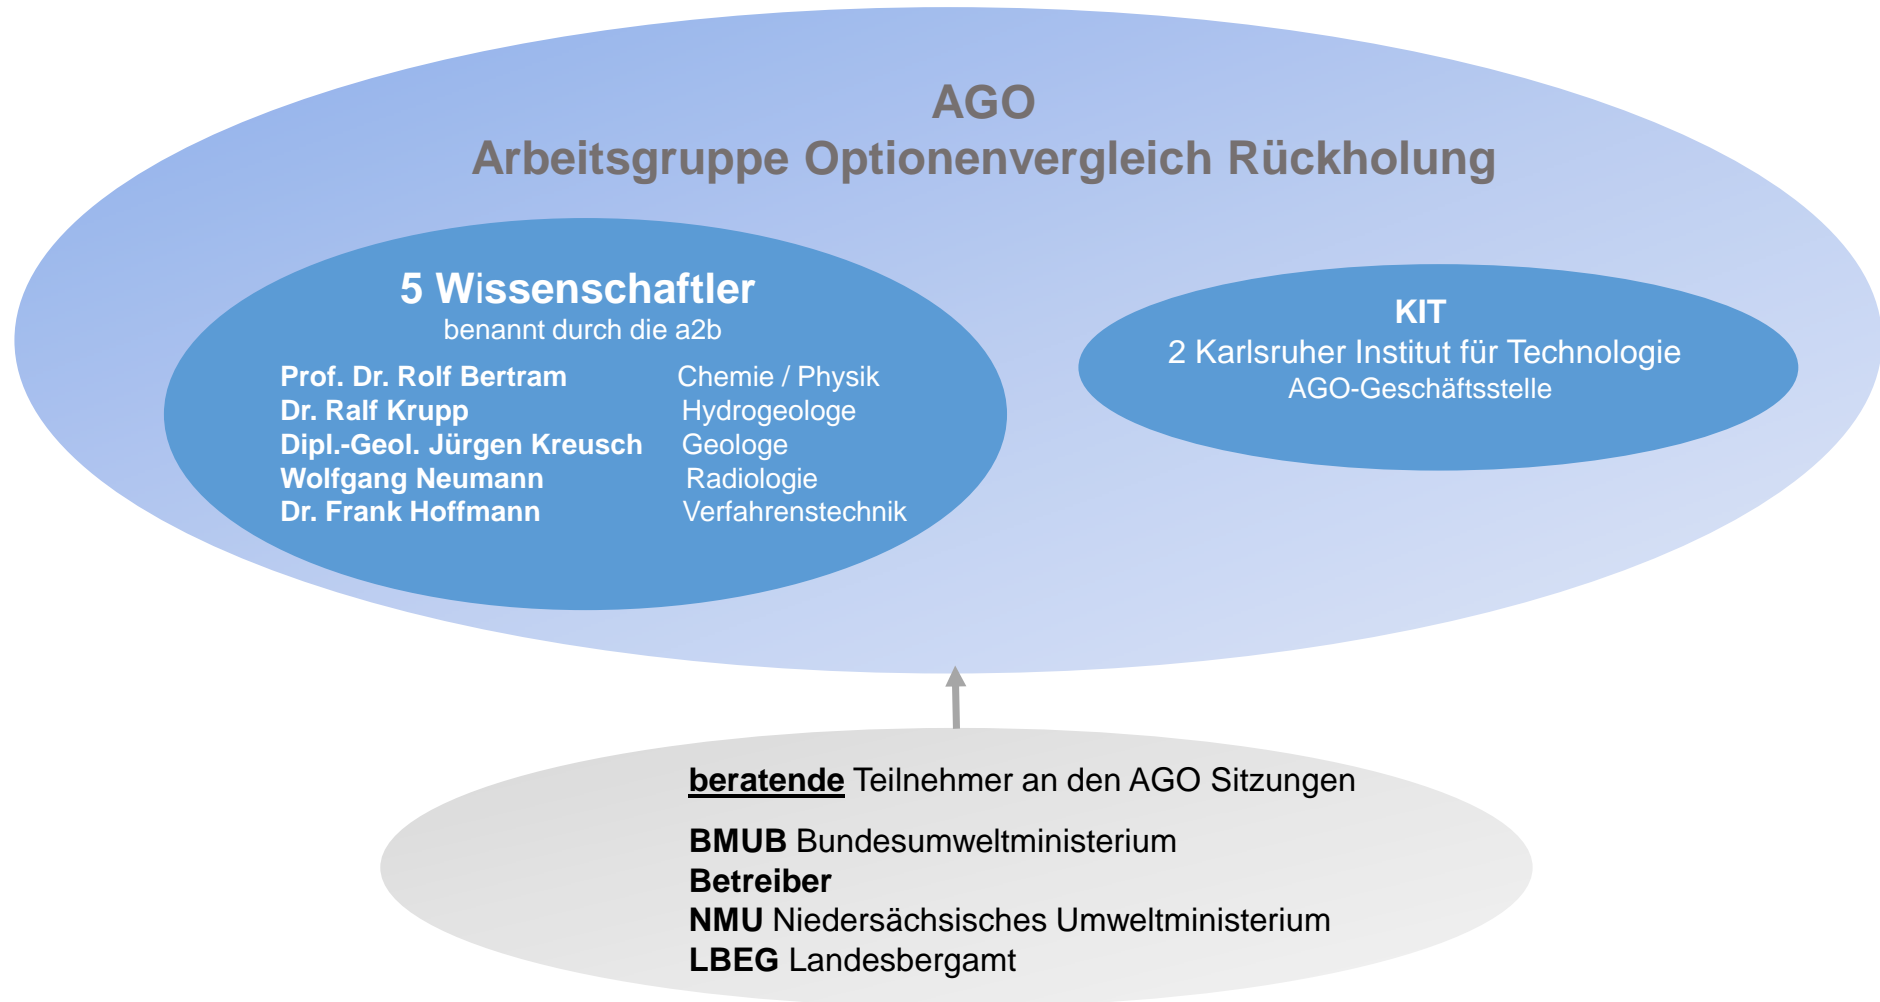 AGO
Arbeitsgruppe Optionenvergleich Rückholung
5 Wissenschaftler
benannt durch die a2b
Prof. Dr. Rolf Bertram Chemie / Physik
Dr. Ralf Krupp Hydrogeologe
Dipl.-Geol. Jürgen Kreusch Geologe
Wolfgang Neumann Radiologie
Dr. Frank Hoffmann Verfahrenstechnik
KIT
2 Karlsruher Institut für Technologie
AGO-Geschäftsstelle
beratende Teilnehmer an den AGO Sitzungen
BMUB Bundesumweltministerium
Betreiber
NMU Niedersächsisches Umweltministerium
LBEG Landesbergamt